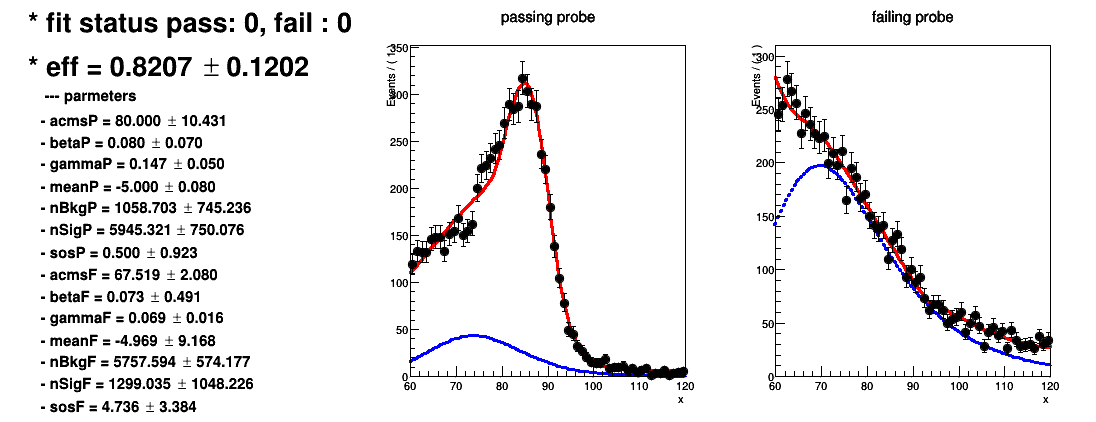 * fit status pass: 0, fail : 0
* eff = 0.8207 ± 0.1202
--- parmeters
- acmsP = 80.000 ± 10.431
- betaP = 0.080 ± 0.070
- gammaP = 0.147 ± 0.050
- meanP = -5.000 ± 0.080
- nBkgP = 1058.703 ± 745.236
- nSigP = 5945.321 ± 750.076
- sosP = 0.500 ± 0.923
- acmsF = 67.519 ± 2.080
- betaF = 0.073 ± 0.491
- gammaF = 0.069 ± 0.016
- meanF = -4.969 ± 9.168
- nBkgF = 5757.594 ± 574.177
- nSigF = 1299.035 ± 1048.226
- sosF = 4.736 ± 3.384
passing probe
Events / ( 1 )
350
300
250
200
150
100
50
0
60 70 80 90 100 110 120
x
failing probe
Events / ( 1 )
300
250
200
150
100
50
0
60 70 80 90 100 110 120
x